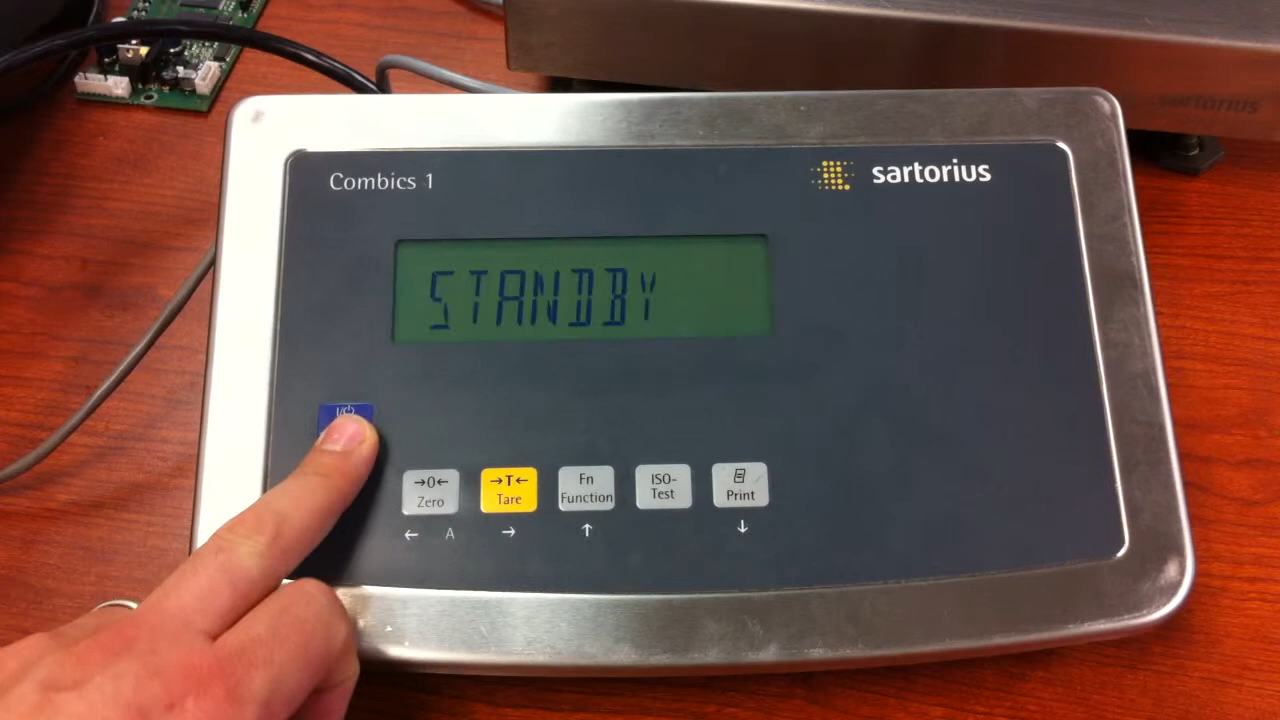 sartorius
Combics 1
sartorius
STANDBY
I/⏻
→0←
Zero
→T←
Tare
Fn
Function
ISO-
Test
Print
← A → ↑ ↓